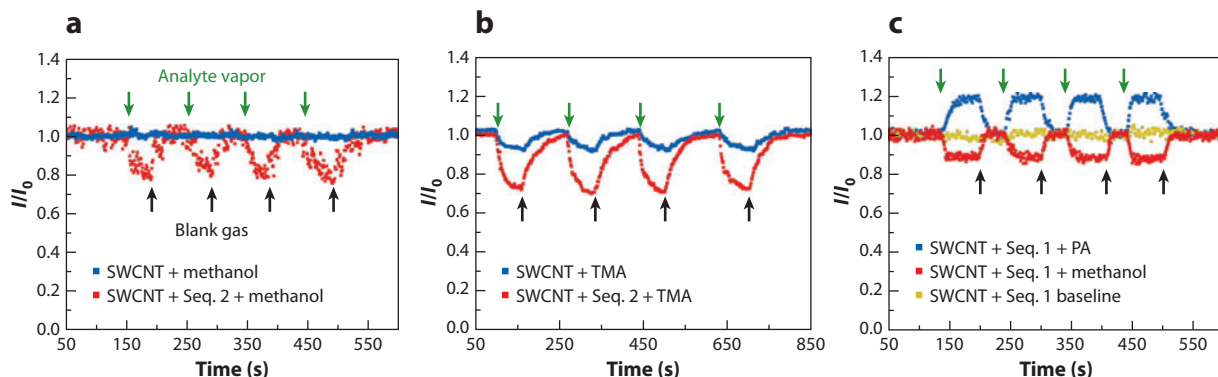 a
I/I0
1.4
1.2
1.0
0.8
0.6
0.4
0.2
0.0
Analyte vapor
Blank gas
SWCNT + methanol
SWCNT + Seq. 2 + methanol
50 150 250 350 450 550
Time (s)
b
1.4
1.2
1.0
0.8
0.6
0.4
0.2
0.0
SWCNT + TMA
SWCNT + Seq. 2 + TMA
50 250 450 650 850
Time (s)
c
I/I0
1.4
1.2
1.0
0.8
0.6
0.4
0.2
0.0
SWCNT + Seq. 1 + PA
SWCNT + Seq. 1 + methanol
SWCNT + Seq. 1 baseline
50 150 250 350 450 550
Time (s)